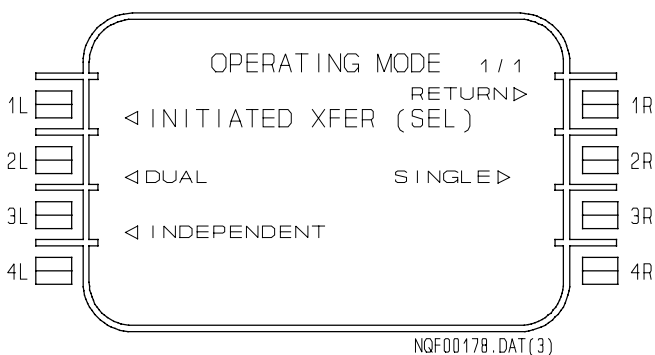 OPERATING MODE 1/1
RETURN▷
1L 1R
◁INITIATED XFER (SEL)
2L ◁DUAL SINGLE▷ 2R
3L ◁INDEPENDENT 3R
4L 4R
NQF00178.DAT(3)